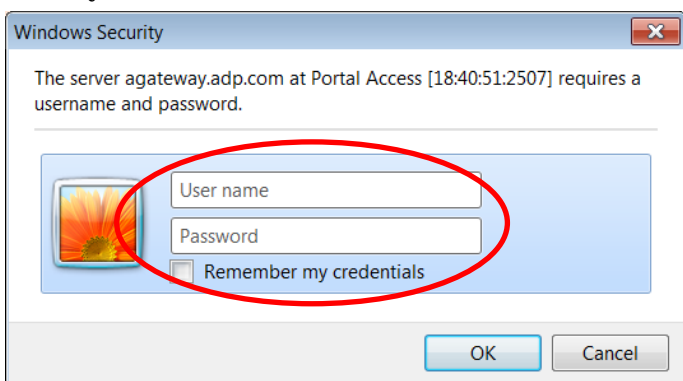 Windows Security
The server agateway.adp.com at Portal Access [18:40:51:2507] requires a
username and password.
User name
Password
Remember my credentials
OK Cancel